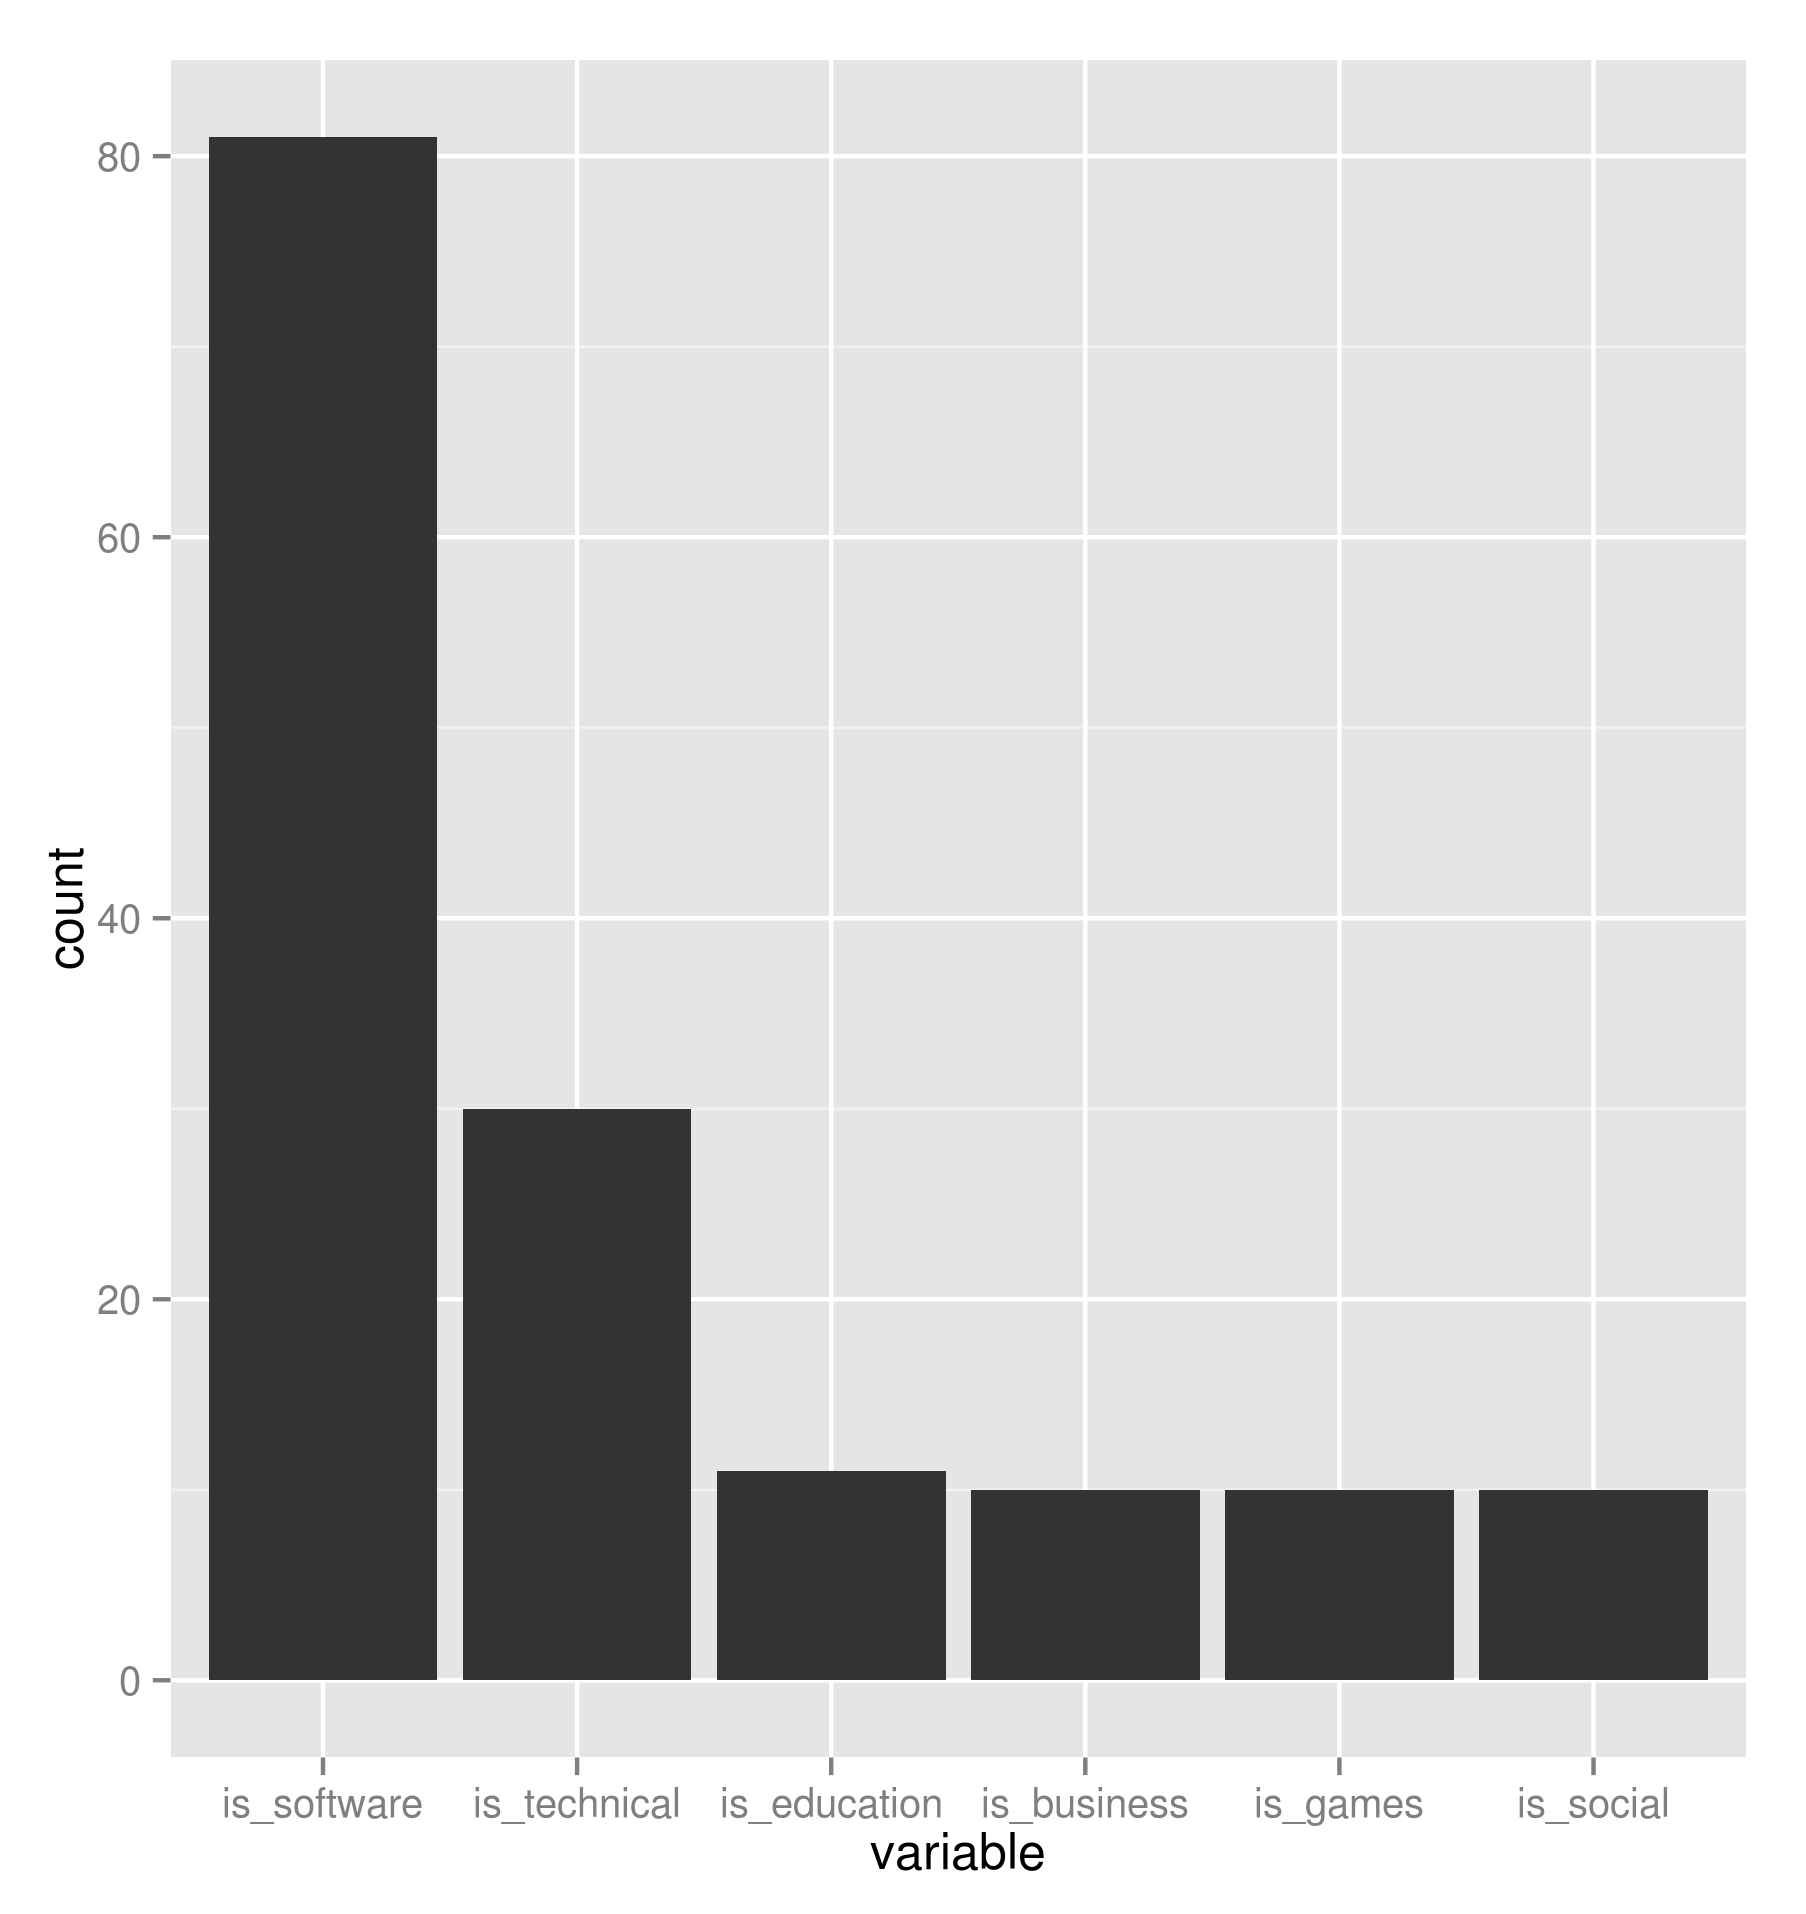 count
80
60
40
20
0
is_software is_technical is_education is_business is_games is_social
variable